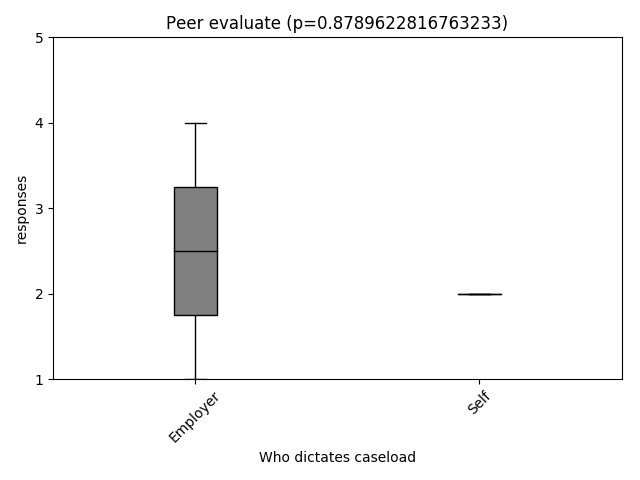 Peer evaluate (p=0.8789622816763233)
5
4
3
2
1
responses
Employer
Self
Who dictates caseload